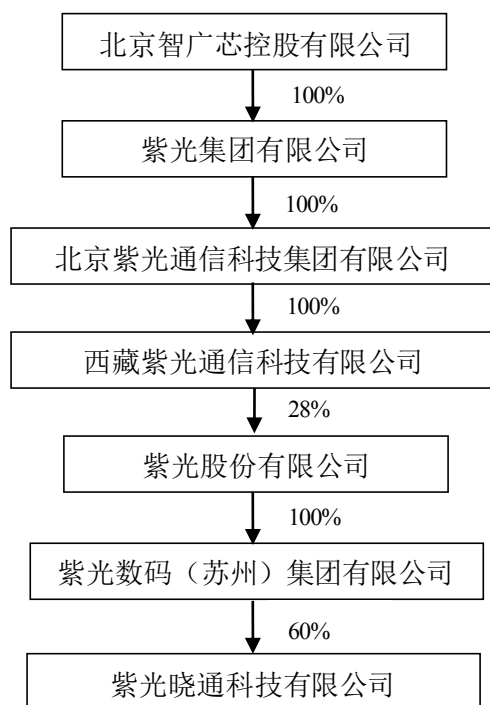 北京智广芯控股有限公司
100%
紫光集团有限公司
100%
北京紫光通信科技集团有限公司
100%
西藏紫光通信科技有限公司
28%
紫光股份有限公司
100%
紫光数码（苏州）集团有限公司
60%
紫光晓通科技有限公司